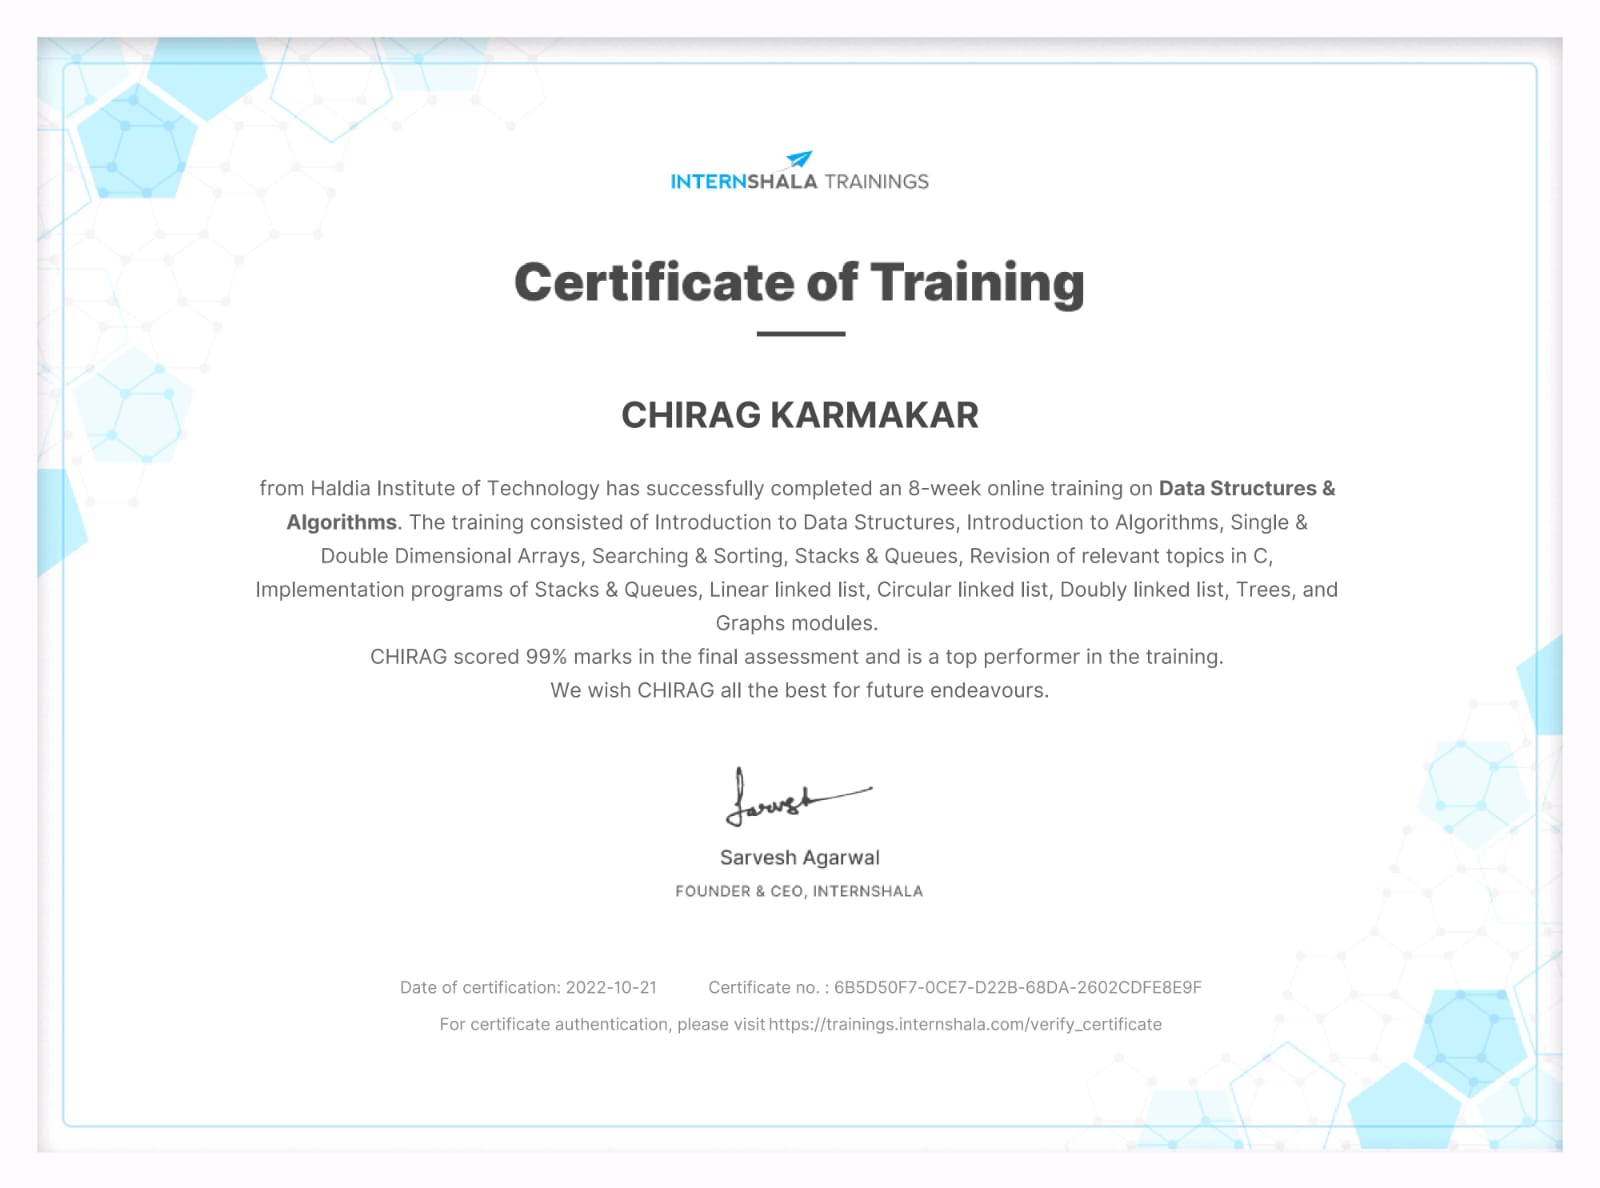 INTERNSHALA TRAININGS
Certificate of Training
CHIRAG KARMAKAR
from Haldia Institute of Technology has successfully completed an 8-week online training on Data Structures &
Algorithms. The training consisted of Introduction to Data Structures, Introduction to Algorithms, Single &
Double Dimensional Arrays, Searching & Sorting, Stacks & Queues, Revision of relevant topics in C,
Implementation programs of Stacks & Queues, Linear linked list, Circular linked list, Doubly linked list, Trees, and
Graphs modules.
CHIRAG scored 99% marks in the final assessment and is a top performer in the training.
We wish CHIRAG all the best for future endeavours.
Sarvesh
Sarvesh Agarwal
FOUNDER & CEO, INTERNSHALA
Date of certification: 2022-10-21 Certificate no. : 6B5D50F7-0CE7-D22B-68DA-2602CDFE8E9F
For certificate authentication, please visit https://trainings.internshala.com/verify_certificate